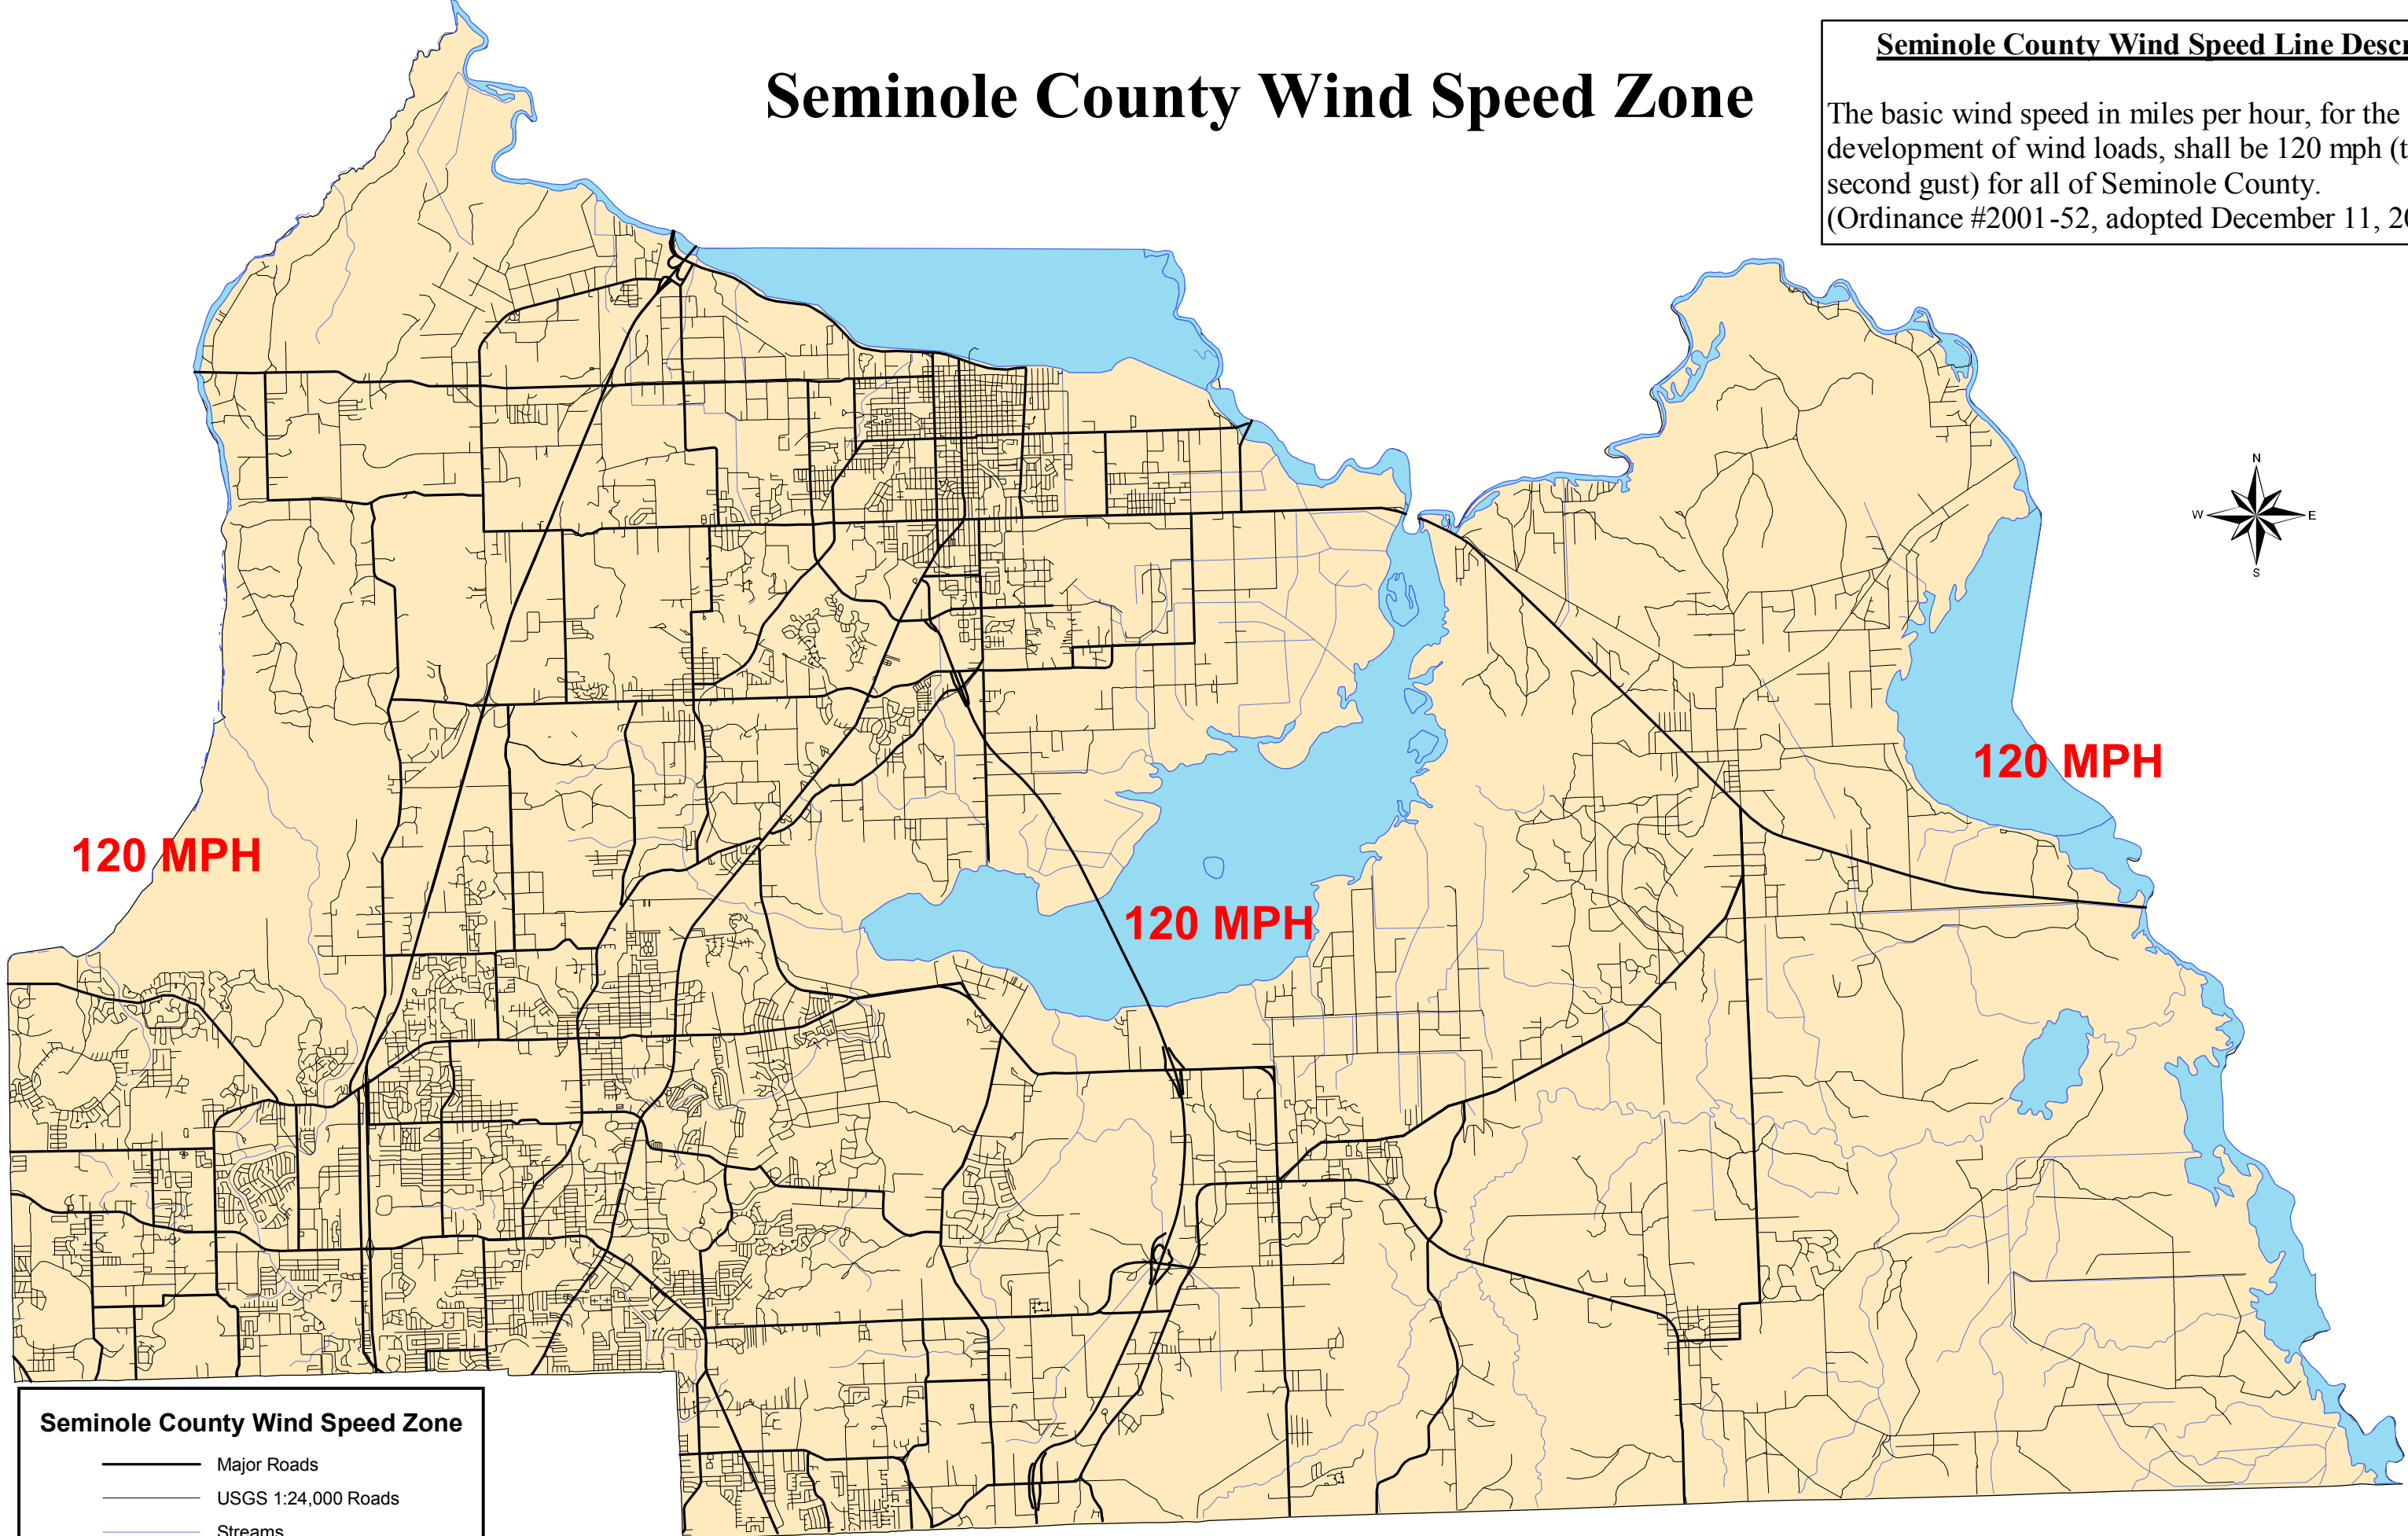 Seminole County Wind Speed Zone
Seminole County Wind Speed Line
The basic wind speed in miles per hour, for the
development of wind loads, shall be 120 mph
second gust) for all of Seminole County.
(Ordinance #2001-52, adopted December 11,
N
W E
S
120 MPH
120 MPH
120 MPH
Seminole County Wind Speed Zone
Major Roads
USGS 1:24,000 Roads
Streams